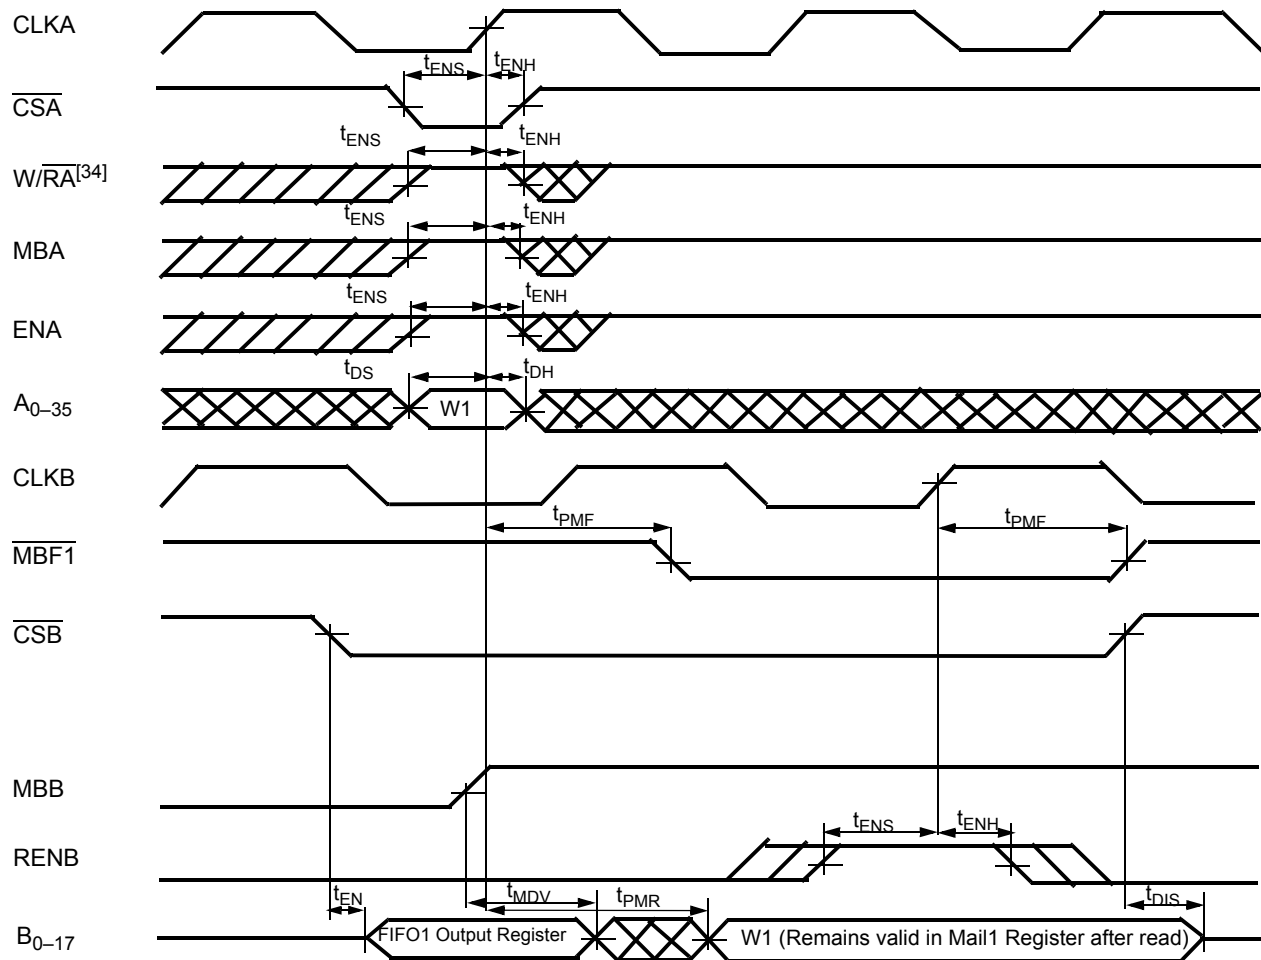 CLKA
tENS tENH
CSA
tENS tENH
W/RA[34]
tENS tENH
MBA
tENS tENH
ENA
tDS tDH
A0–35 W1
CLKB
tPMF tPMF
MBF1
CSB
MBB
tENS tENH
RENB
tEN tMDV tPMR tDIS
B0–17 FIFO1 Output Register W1 (Remains valid in Mail1 Register after read)